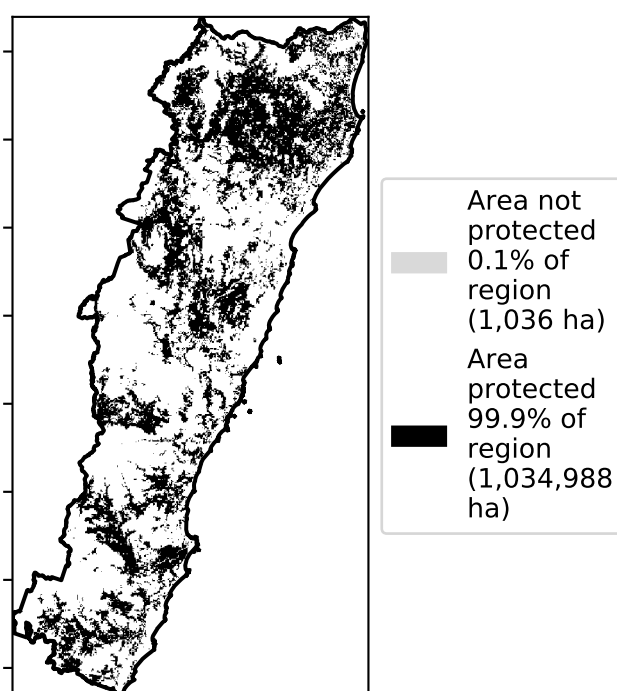 Area not
protected
0.1% of
region
(1,036 ha)
Area
protected
99.9% of
region
(1,034,988
ha)